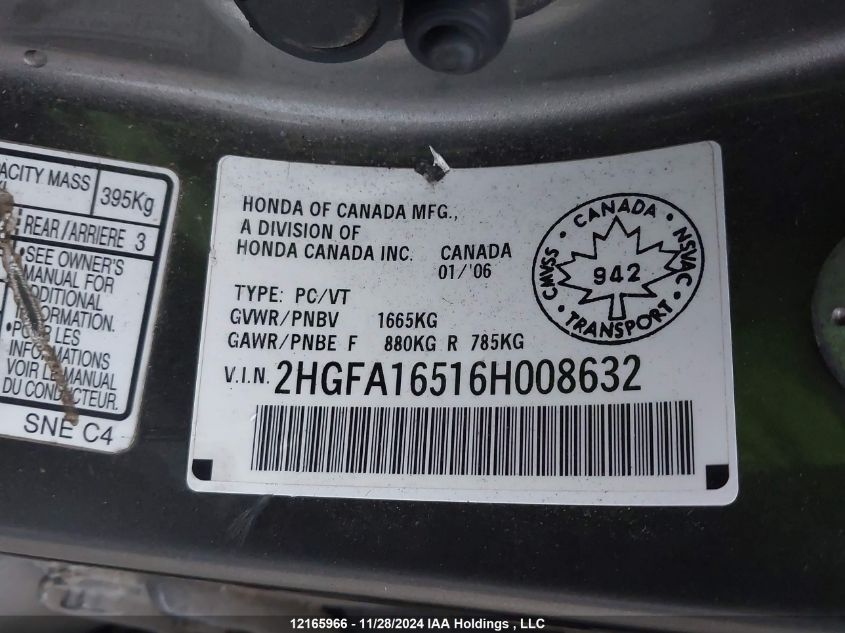 ACITY MASS 395Kg
REAR/ARRIERE 3
•SEE OWNER'S
MANUAL FOR
ADDITIONAL
INFORMATION.
•POUR LES
INFORMATIONS
VOIR LE MANUAL
DU CONDUCTEUR.
SNE C4
HONDA OF CANADA MFG.,
A DIVISION OF
HONDA CANADA INC. CANADA
01/'06
TYPE: PC/VT
GVWR/PNBV 1665KG
GAWR/PNBE F 880KG R 785KG
V.I.N. 2HGFA16516H008632
CANADA
CMVSS 942 NSVAC
TRANSPORT
12165966 - 11/28/2024 IAA Holdings , LLC